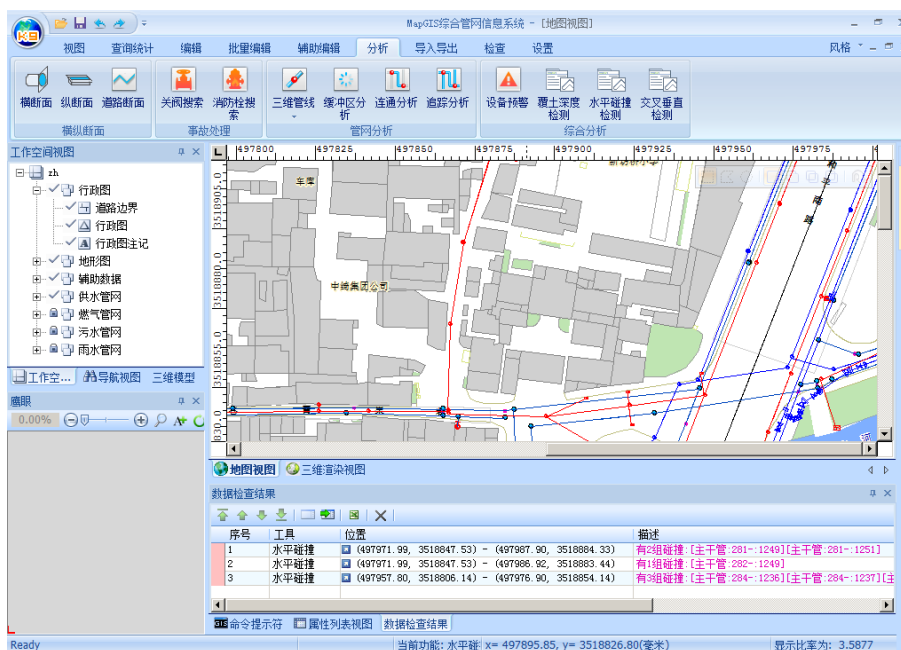 MapGIS综合管网信息系统 - [地图视图]
K9
视图 查询统计 编辑 批里编辑 辅助编辑 分析 导入导出 检查 设置 风格
横断面 纵断面 道路断面 关阀搜索 消防栓搜索 三维管线 缓冲区分析 连通分析 追踪分析 设备预警 覆土深度检测 水平碰撞检测 交叉垂直检测
横纵断面 事故处理 管网分析 综合分析
工作空间视图
zh
行政图
道路边界
行政图
行政图注记
地形图
辅助数据
供水管网
燃气管网
污水管网
雨水管网
工作空... 导航视图 三维模型
鹰眼
0.00%
L 497800 497825 497850 497875 497900 497925 497950 497975
3518905.0
3518880.0
3518855.0
830.0
车库
中绮集团公司
和平南路
河
地图视图 三维渲染视图
数据检查结果
序号 工具 位置 描述
1 水平碰撞 (497971.99, 3518847.53) - (497987.90, 3518884.33) 有2组碰撞:[主干管:281-:1249][主干管:281-:1251]
2 水平碰撞 (497971.99, 3518847.53) - (497986.92, 3518883.44) 有1组碰撞:[主干管:282-:1249]
3 水平碰撞 (497957.80, 3518806.14) - (497976.90, 3518854.14) 有3组碰撞:[主干管:284-:1236][主干管:284-:1237][主
命令提示符 属性列表视图 数据检查结果
Ready 当前功能: 水平碰 x= 497895.85, y= 3518826.80(毫米) 显示比率为: 3.5877